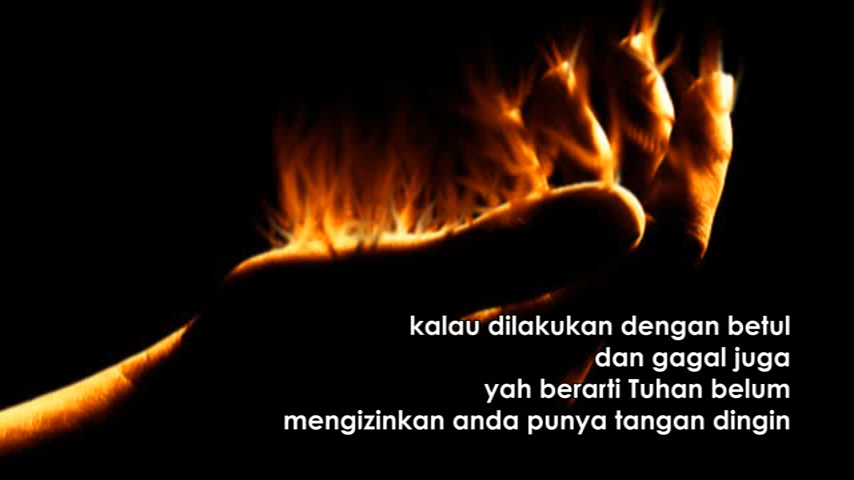 kalau dilakukan dengan betul
dan gagal juga
yah berarti Tuhan belum
mengizinkan anda punya tangan dingin